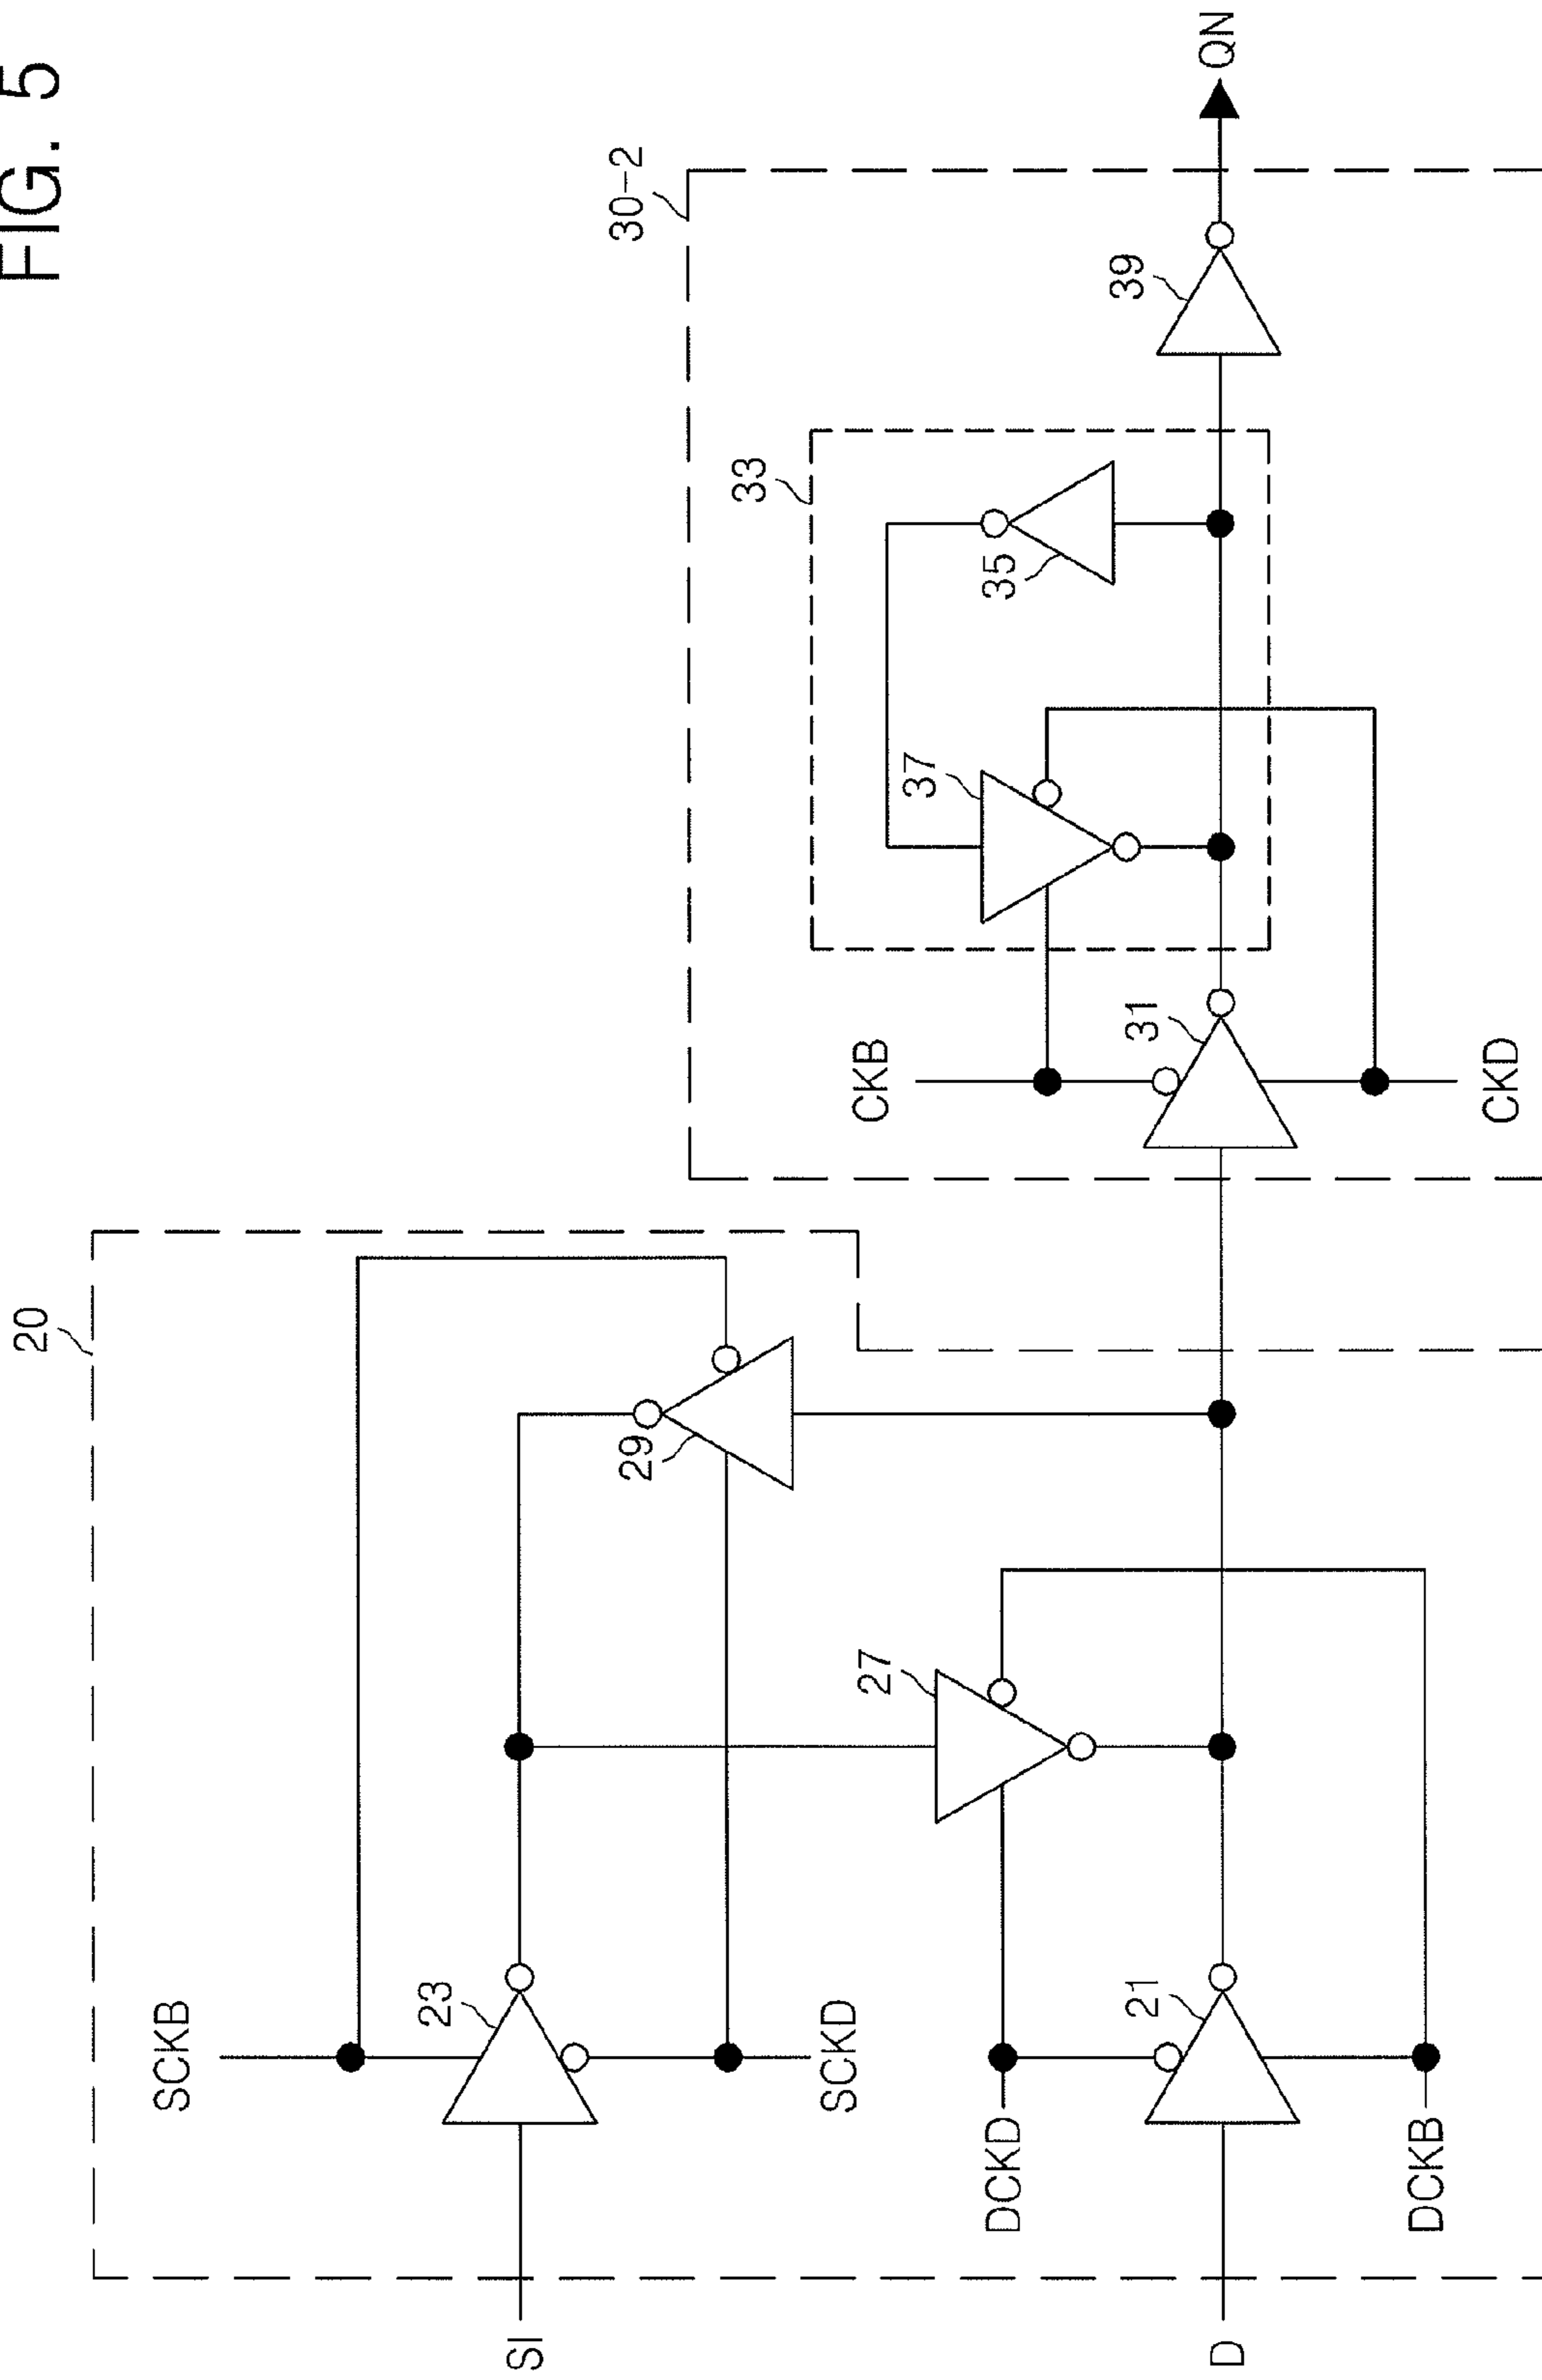 FIG. 5
20
30-2
SCKB
23
29
33
SI
SCKD
27
37
35
CKB
39
DCKD
21
31
QN
D
DCKB
CKD